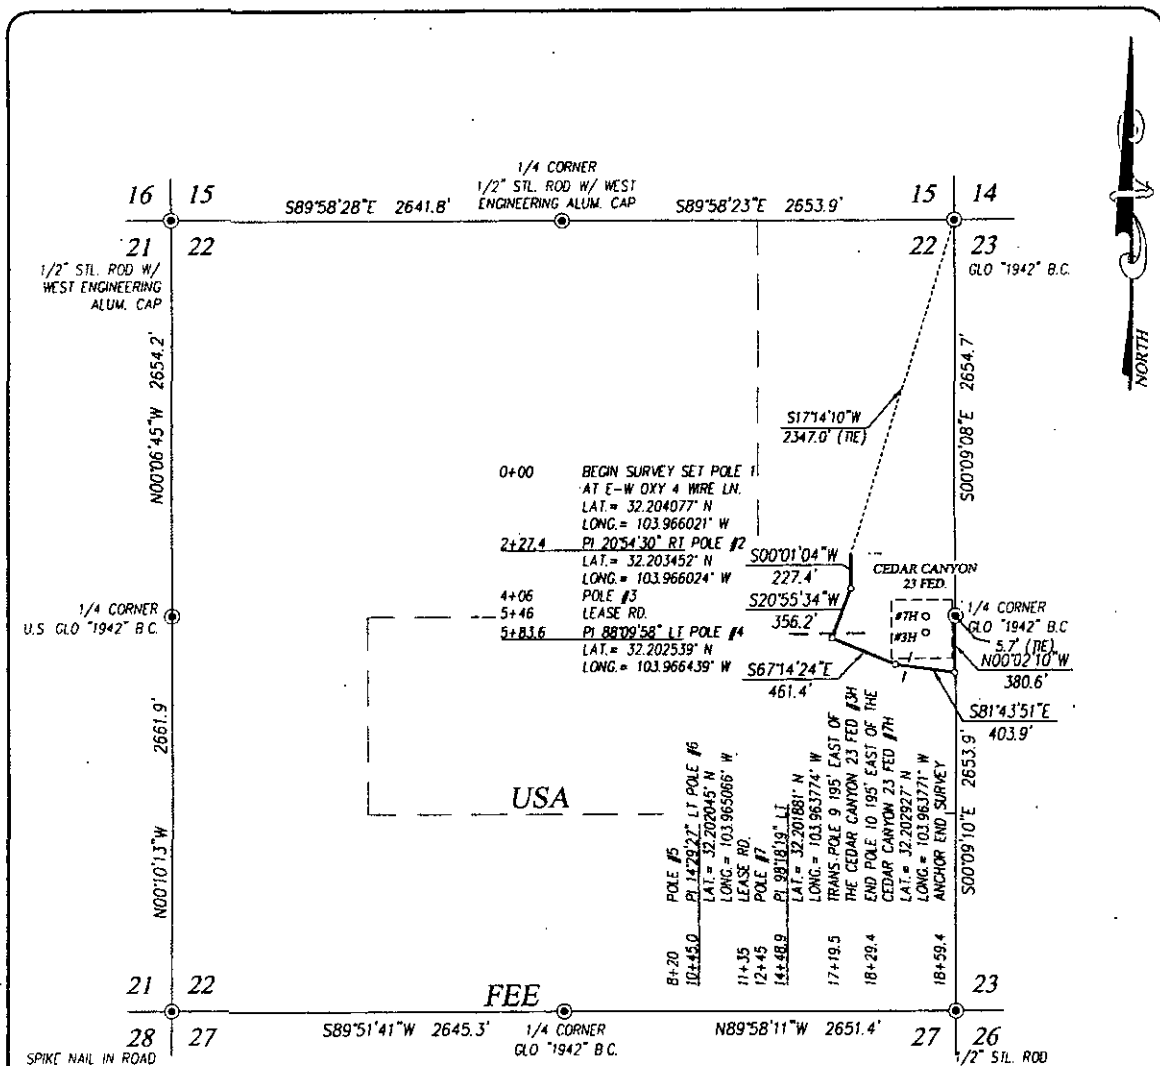 1/4 CORNER
1/2" STL. ROD W/ WEST
ENGINEERING ALUM. CAP
16 15
S89°58'28"E 2641.8'
S89°58'23"E 2653.9'
15 14
21 22
22 23
1/2" STL. ROD W/
WEST ENGINEERING
ALUM. CAP
GLO "1942" B.C.
NORTH
N00°06'45"W 2654.2'
S00°09'08"E 2654.7'
S17°14'10"W
2347.0' (TIE)
0+00 BEGIN SURVEY SET POLE 1
AT E-W OXY 4 WIRE LN.
LAT.= 32.204077° N
LONG.= 103.966021° W
2+27.4 PI 20°54'30" RT POLE #2
LAT.= 32.203452° N
LONG.= 103.966024° W
4+06 POLE #3
5+46 LEASE RD.
5+83.6 PI 88°09'58" LT POLE #4
LAT.= 32.202539° N
LONG.= 103.966439° W
S00°01'04"W
227.4'
S20°55'34"W
356.2'
S67°14'24"E
461.4'
CEDAR CANYON
23 FED.
#7H
#3H
1/4 CORNER
GLO "1942" B.C
5.7' (TIE)
N00°02'10"W
380.6'
S81°43'51"E
403.9'
1/4 CORNER
U.S GLO "1942" B.C.
N00°10'13"W 2661.9'
S00°09'10"E 2653.9'
USA
8+20 POLE #5
10+45.0 PI 14°29'27" LT POLE #6
LAT.= 32.202045° N
LONG.= 103.965066° W
11+35 LEASE RD.
12+45 POLE #7
14+48.9 PI 98°18'19" LT
LAT.= 32.201881° N
LONG.= 103.963774° W
17+19.5 TRANS.POLE 9 195' EAST OF
THE CEDAR CANYON 23 FED #3H
18+29.4 END POLE 10 195' EAST OF THE
CEDAR CANYON 23 FED #7H
LAT.= 32.202927° N
LONG.= 103.963771° W
18+59.4 ANCHOR END SURVEY
21 22
FEE
23
28 27
S89°51'41"W 2645.3'
1/4 CORNER
GLO "1942" B.C.
N89°58'11"W 2651.4'
27 26
SPIKE NAIL IN ROAD
1/2" STL. ROD